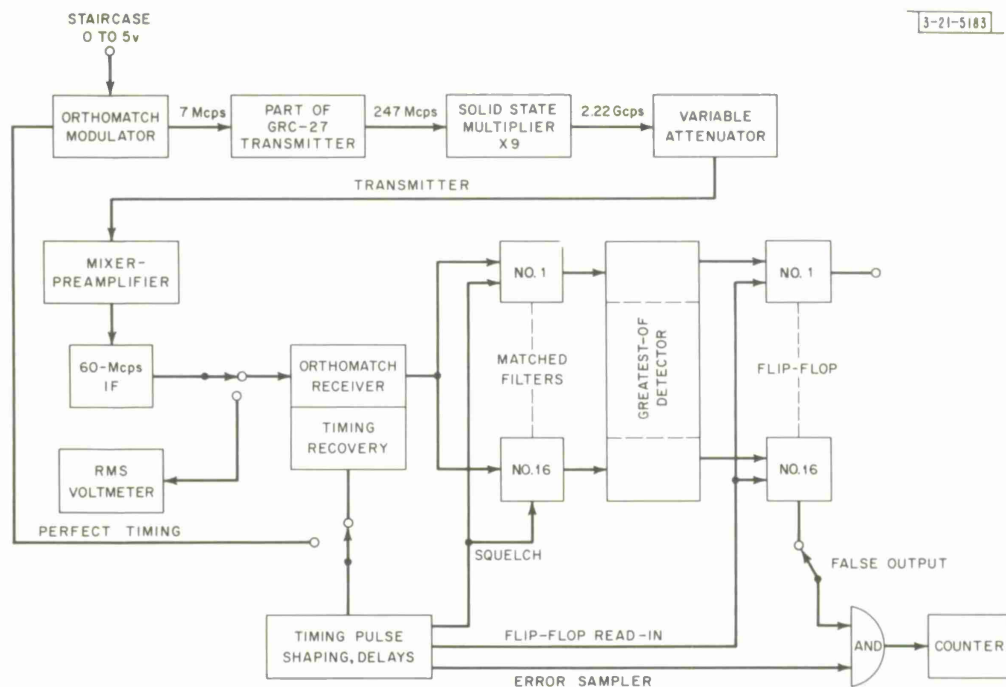 STAIRCASE
0 TO 5v
3-21-5183
ORTHOMATCH
MODULATOR
7 Mcps
PART OF
GRC-27
TRANSMITTER
247 Mcps
SOLID STATE
MULTIPLIER
X9
2.22 Gcps
VARIABLE
ATTENUATOR
TRANSMITTER
MIXER-
PREAMPLIFIER
60-Mcps
IF
ORTHOMATCH
RECEIVER
TIMING
RECOVERY
RMS
VOLTMETER
PERFECT TIMING
NO. 1
MATCHED
FILTERS
NO. 16
GREATEST-OF
DETECTOR
NO. 1
FLIP-FLOP
NO. 16
SQUELCH
FALSE OUTPUT
TIMING PULSE
SHAPING, DELAYS
FLIP-FLOP READ-IN
ERROR SAMPLER
AND
COUNTER